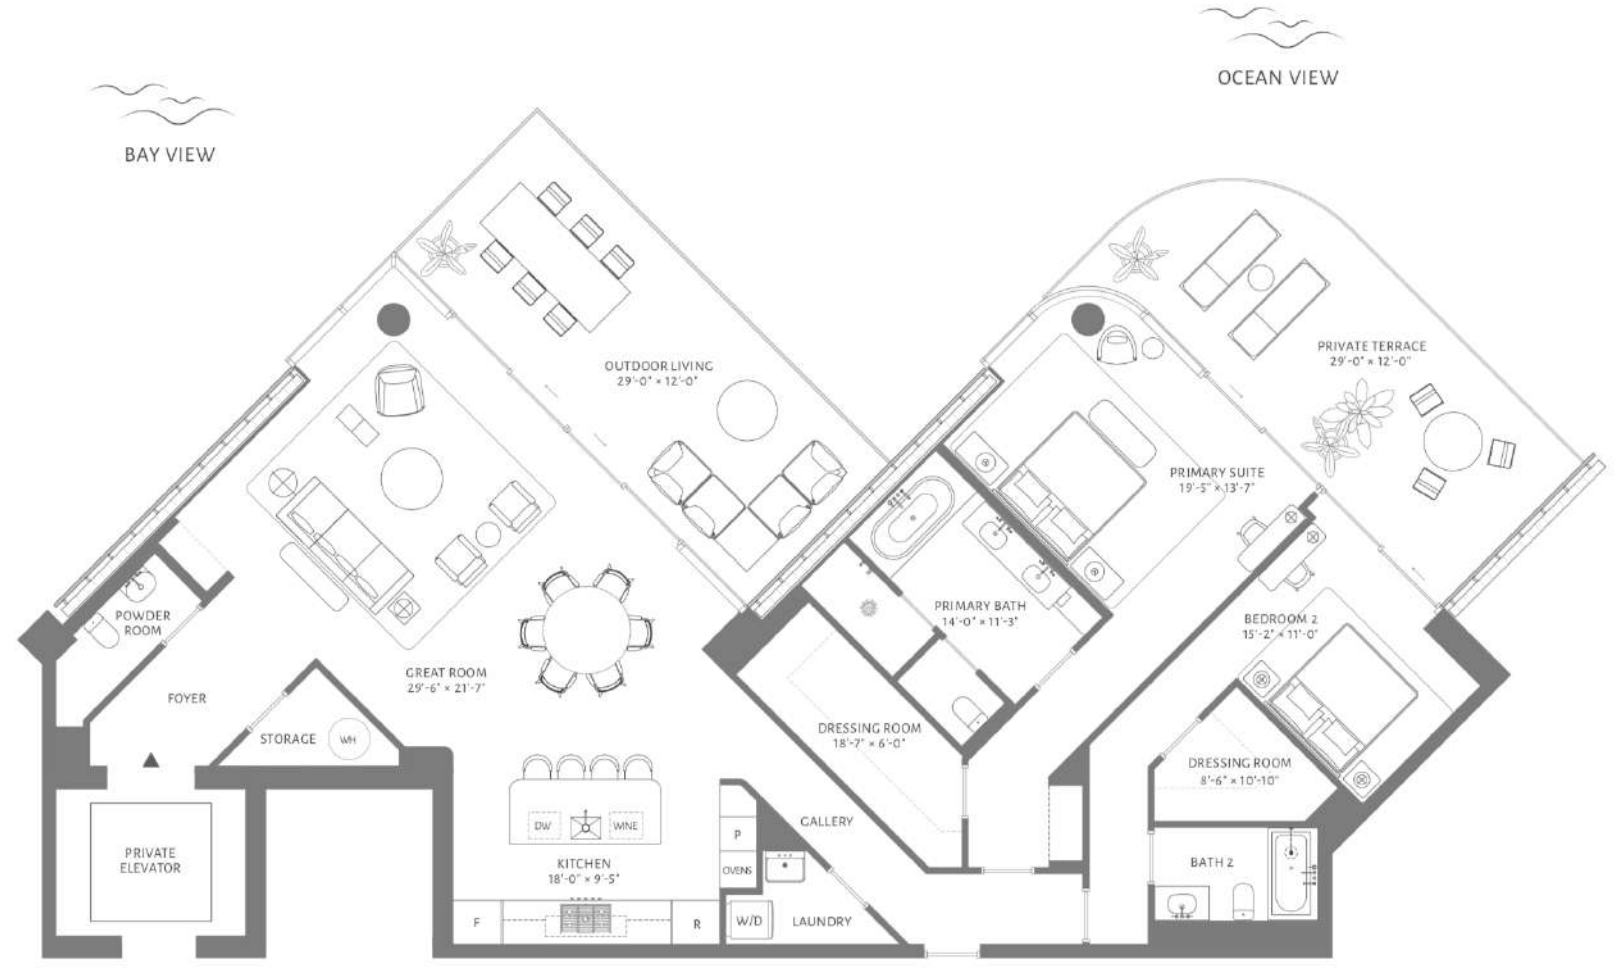 OCEAN VIEW
BAY VIEW
OUTDOOR LIVING
29'-0" × 12'-0"
PRIVATE TERRACE
29'-0" × 12'-0"
PRIMARY SUITE
19'-5" × 13'-7"
POWDER
ROOM
PRIMARY BATH
14'-0" × 11'-3"
BEDROOM 2
15'-2" × 11'-0"
GREAT ROOM
29'-6" × 21'-7"
FOYER
STORAGE
WH
DRESSING ROOM
18'-7" × 6'-0"
DRESSING ROOM
8'-6" × 10'-10"
GALLERY
DW
WINE
P
PRIVATE
ELEVATOR
KITCHEN
18'-0" × 9'-5"
OVENS
BATH 2
F
R
W/D
LAUNDRY